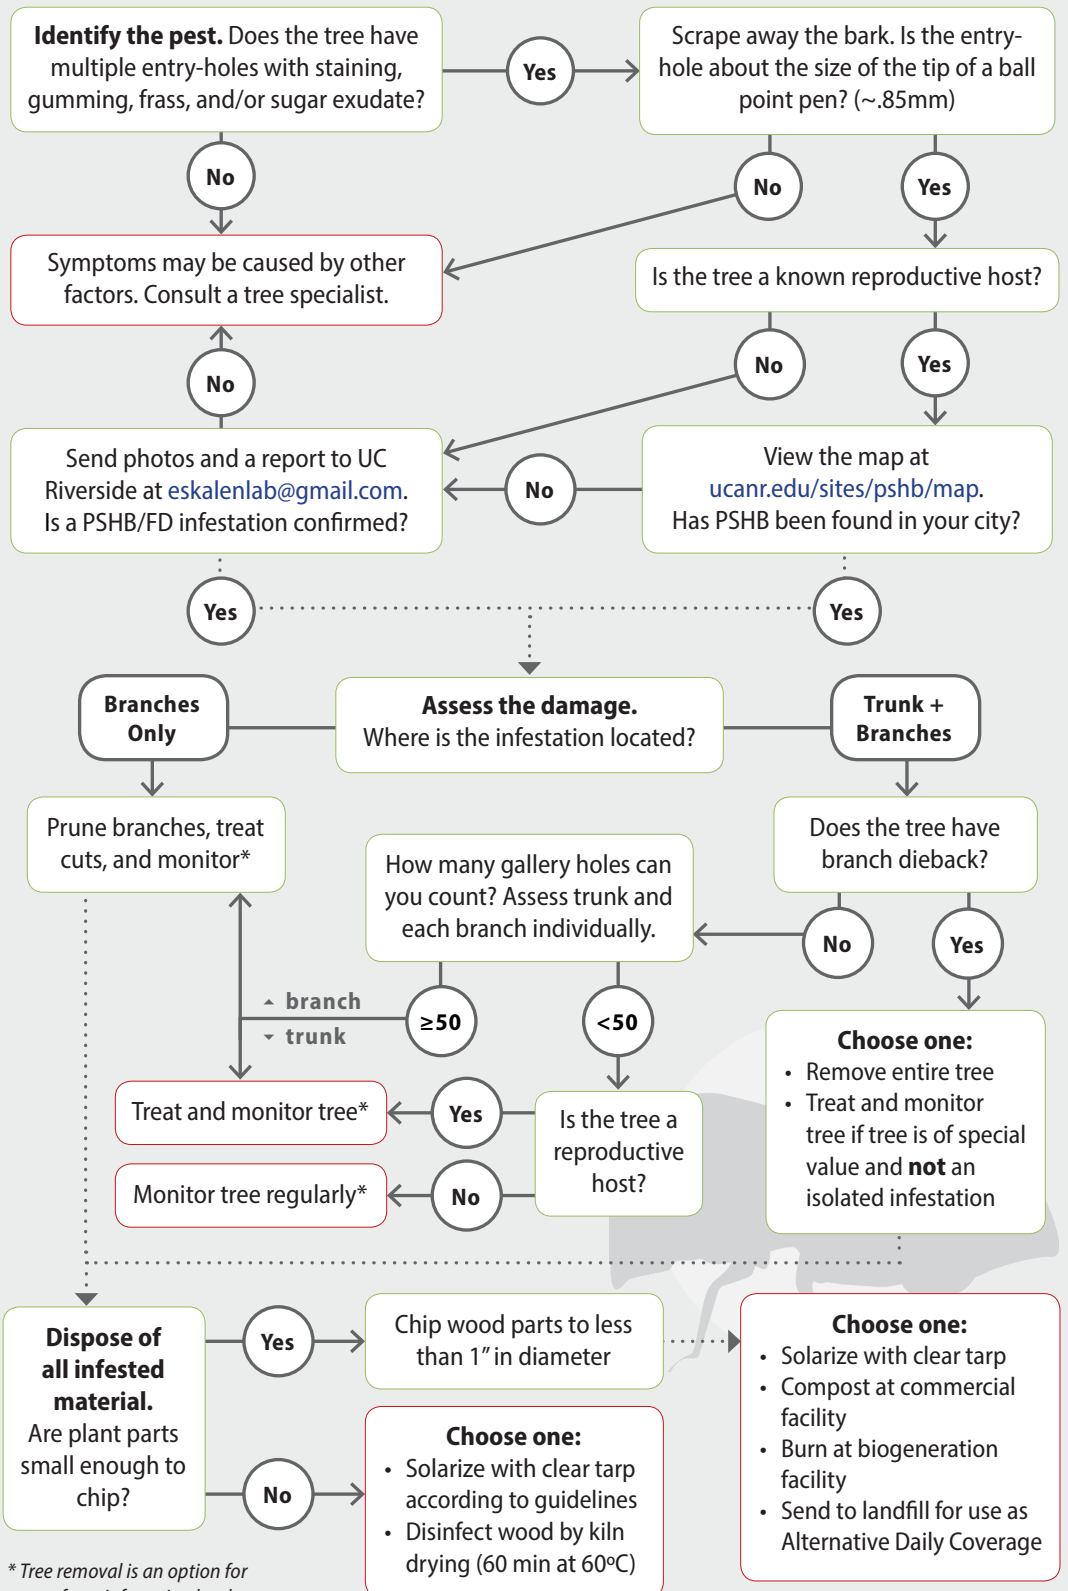 Identify the pest. Does the tree have
multiple entry-holes with staining,
gumming, frass, and/or sugar exudate?
Yes
Scrape away the bark. Is the entry-
hole about the size of the tip of a ball
point pen? (~.85mm)
No
No
Yes
Symptoms may be caused by other
factors. Consult a tree specialist.
Is the tree a known reproductive host?
No
No
Yes
Send photos and a report to UC
Riverside at eskalenlab@gmail.com.
Is a PSHB/FD infestation confirmed?
No
View the map at
ucanr.edu/sites/pshb/map.
Has PSHB been found in your city?
Yes
Yes
Branches
Only
Assess the damage.
Where is the infestation located?
Trunk +
Branches
Prune branches, treat
cuts, and monitor*
How many gallery holes can
you count? Assess trunk and
each branch individually.
Does the tree have
branch dieback?
No
Yes
▲ branch
▼ trunk
≥50
<50
Choose one:
• Remove entire tree
• Treat and monitor
tree if tree is of special
value and not an
isolated infestation
Treat and monitor tree*
Yes
Is the tree a
reproductive
host?
Monitor tree regularly*
No
Dispose of
all infested
material.
Are plant parts
small enough to
chip?
Yes
Chip wood parts to less
than 1” in diameter
Choose one:
• Solarize with clear tarp
• Compost at commercial
facility
• Burn at biogeneration
facility
• Send to landfill for use as
Alternative Daily Coverage
No
Choose one:
• Solarize with clear tarp
according to guidelines
• Disinfect wood by kiln
drying (60 min at 60ºC)
* Tree removal is an option for